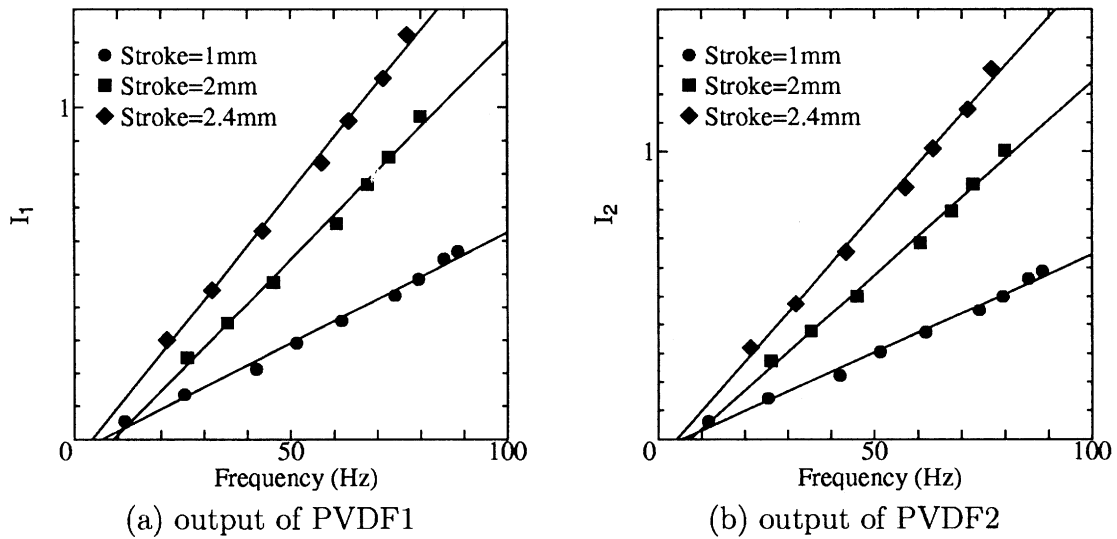 Stroke=1mm
Stroke=2mm
Stroke=2.4mm
1
I1
0
50
100
Frequency (Hz)
(a) output of PVDF1
Stroke=1mm
Stroke=2mm
Stroke=2.4mm
1
I2
0
50
100
Frequency (Hz)
(b) output of PVDF2